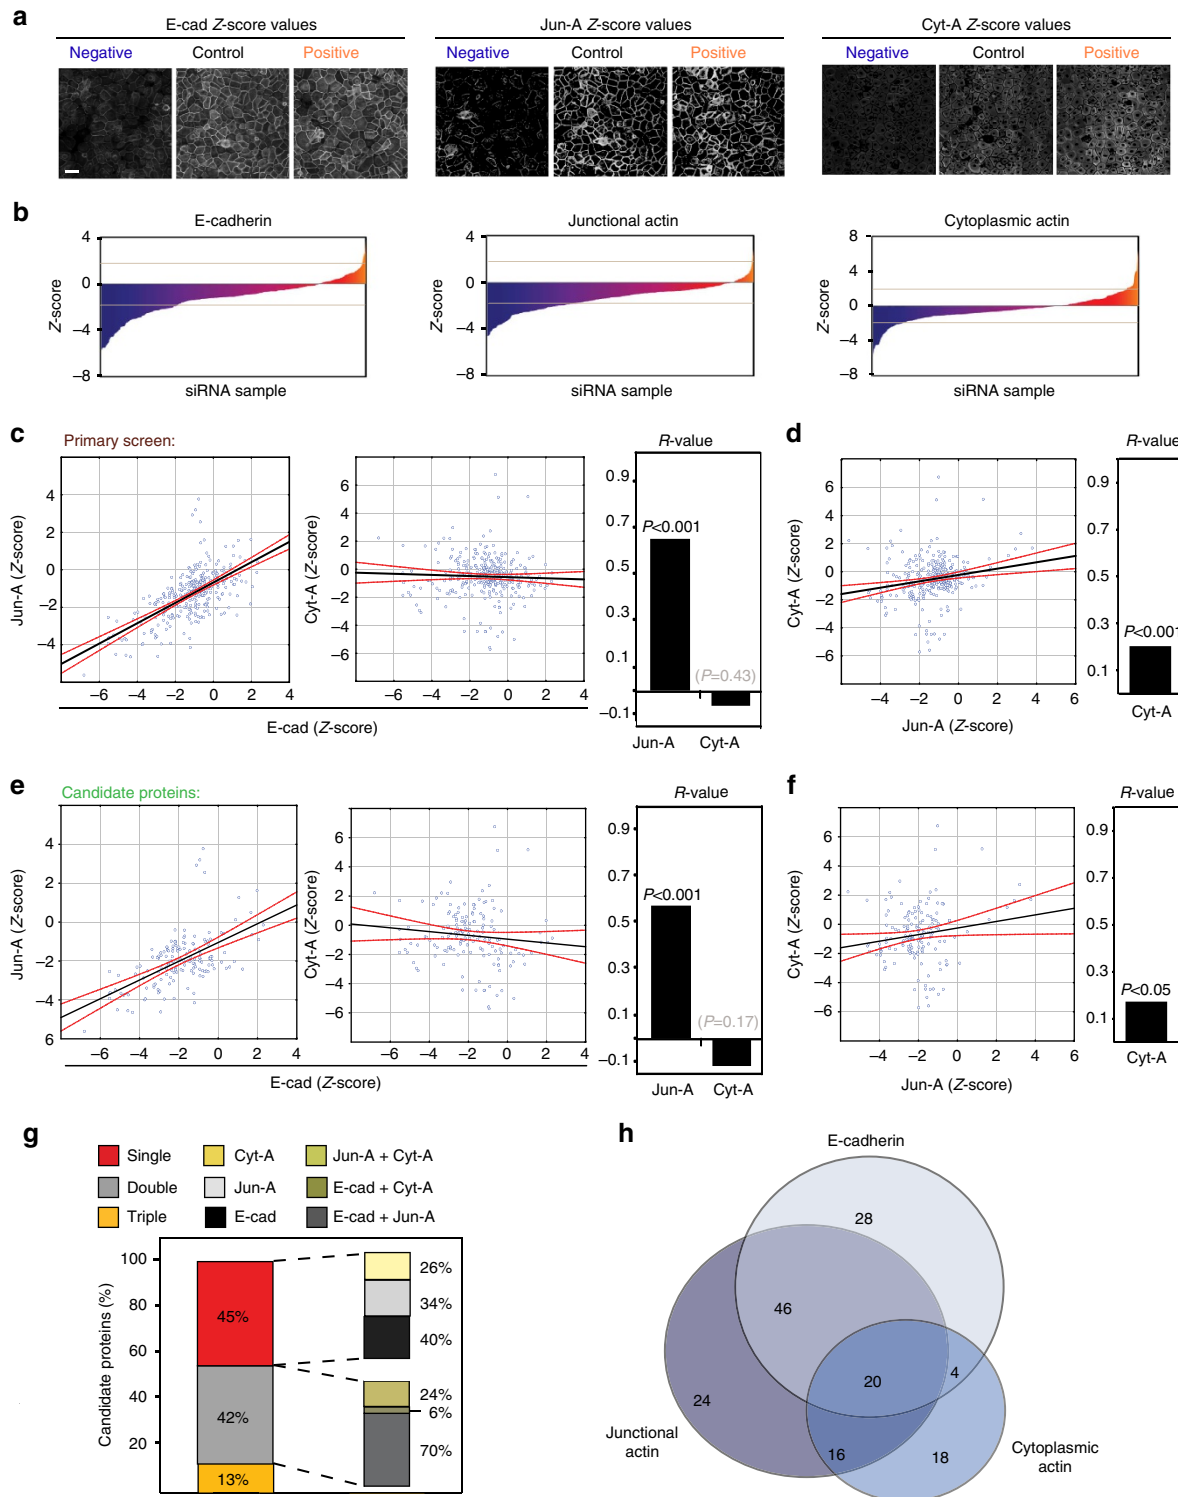 a
E-cad Z-score values
Negative Control Positive
Jun-A Z-score values
Negative Control Positive
Cyt-A Z-score values
Negative Control Positive
b
E-cadherin
Z-score
4
0
−4
−8
siRNA sample
Junctional actin
Z-score
4
0
−4
−8
siRNA sample
Cytoplasmic actin
Z-score
8
4
0
−4
−8
siRNA sample
c
Primary screen:
Jun-A (Z-score)
4
2
0
−2
−4
−6 −4 −2 0 2 4
Cyt-A (Z-score)
6
4
2
0
−2
−4
−6
−6 −4 −2 0 2 4
E-cad (Z-score)
R-value
0.9
0.7
0.5
0.3
0.1
−0.1
P<0.001
(P=0.43)
Jun-A Cyt-A
d
Cyt-A (Z-score)
6
4
2
0
−2
−4
−6
−4 −2 0 2 4 6
Jun-A (Z-score)
R-value
0.9
0.7
0.5
0.3
0.1
P<0.001
Cyt-A
e
Candidate proteins:
Jun-A (Z-score)
4
2
0
−2
−4
6
−6 −4 −2 0 2 4
Cyt-A (Z-score)
6
4
2
0
−2
−4
−6
−6 −4 −2 0 2 4
E-cad (Z-score)
R-value
0.9
0.7
0.5
0.3
0.1
−0.1
P<0.001
(P=0.17)
Jun-A Cyt-A
f
Cyt-A (Z-score)
6
4
2
0
−2
−4
−6
−4 −2 0 2 4 6
Jun-A (Z-score)
R-value
0.9
0.7
0.5
0.3
0.1
P<0.05
Cyt-A
g
Single Cyt-A Jun-A + Cyt-A
Double Jun-A E-cad + Cyt-A
Triple E-cad E-cad + Jun-A
Candidate proteins (%)
100
80
60
40
20
45%
42%
13%
26%
34%
40%
24%
6%
70%
h
E-cadherin
28
46
20
4
24
16
18
Junctional
actin
Cytoplasmic
actin